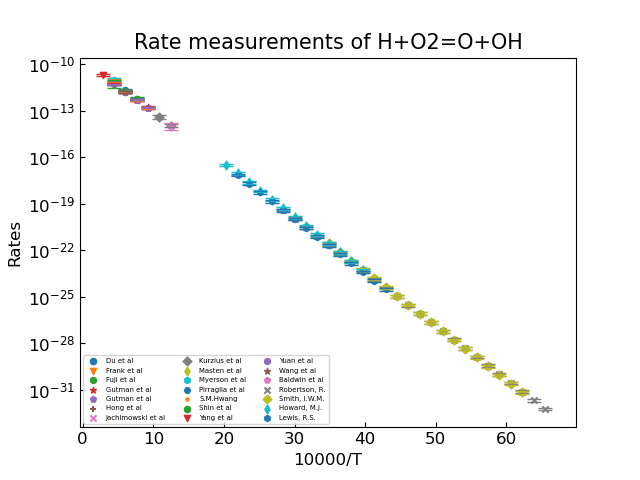 Rate measurements of H+O2=O+OH
10^-10
10^-13
10^-16
10^-19
10^-22
10^-25
10^-28
10^-31
Rates
Du et al
Frank et al
Fuji et al
Gutman et al
Gutman et al
Hong et al
Jachimowski et al
Kurzius et al
Masten et al
Myerson et al
Pirraglia et al
S.M.Hwang
Shin et al
Yang et al
Yuan et al
Wang et al
Baldwin et al
Robertson, R.
Smith, I.W.M.
Howard, M.J.
Lewis, R.S.
0 10 20 30 40 50 60
10000/T